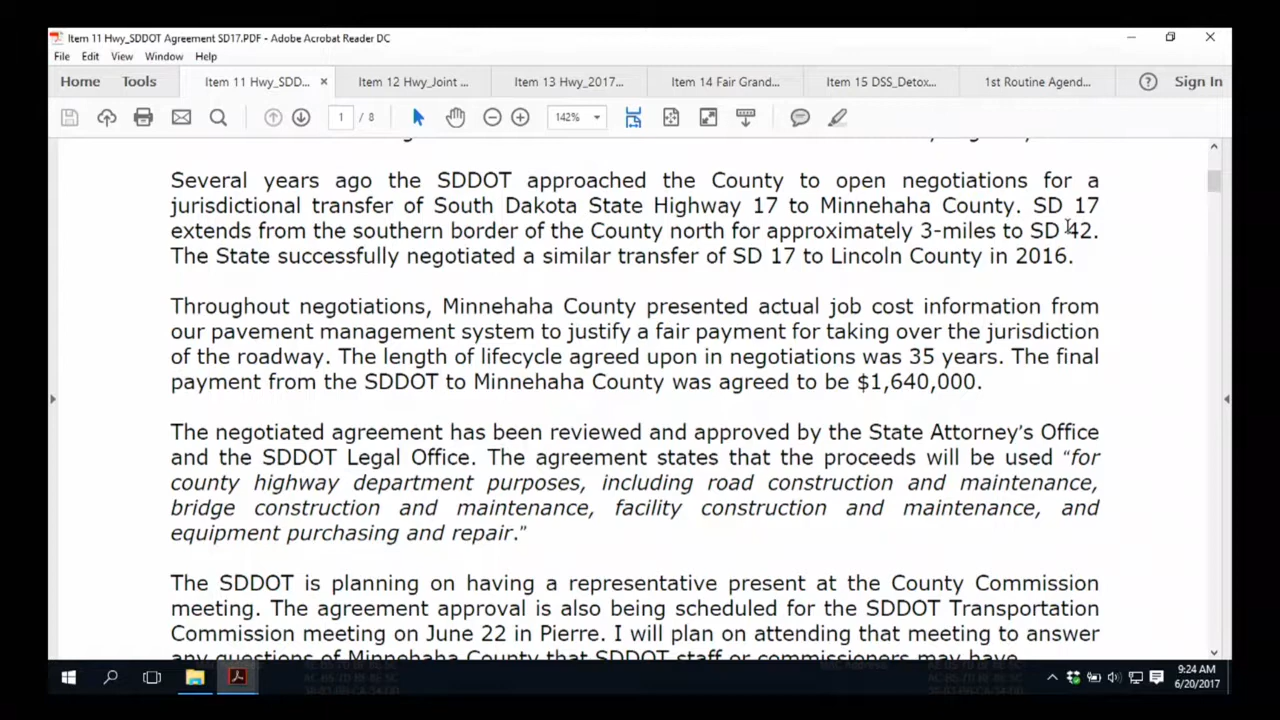 Item 11 Hwy_SDDOT Agreement SD17.PDF - Adobe Acrobat Reader DC
File Edit View Window Help
Home Tools Item 11 Hwy_SDD... × Item 12 Hwy_Joint ... Item 13 Hwy_2017... Item 14 Fair Grand... Item 15 DSS_Detox... 1st Routine Agend... Sign In
1 / 8 142%
Several years ago the SDDOT approached the County to open negotiations for a
jurisdictional transfer of South Dakota State Highway 17 to Minnehaha County. SD 17
extends from the southern border of the County north for approximately 3-miles to SD 42.
The State successfully negotiated a similar transfer of SD 17 to Lincoln County in 2016.
Throughout negotiations, Minnehaha County presented actual job cost information from
our pavement management system to justify a fair payment for taking over the jurisdiction
of the roadway. The length of lifecycle agreed upon in negotiations was 35 years. The final
payment from the SDDOT to Minnehaha County was agreed to be $1,640,000.
The negotiated agreement has been reviewed and approved by the State Attorney's Office
and the SDDOT Legal Office. The agreement states that the proceeds will be used "for
county highway department purposes, including road construction and maintenance,
bridge construction and maintenance, facility construction and maintenance, and
equipment purchasing and repair."
The SDDOT is planning on having a representative present at the County Commission
meeting. The agreement approval is also being scheduled for the SDDOT Transportation
Commission meeting on June 22 in Pierre. I will plan on attending that meeting to answer
any questions of Minnehaha County that SDDOT staff or commissioners may have.
9:24 AM
6/20/2017